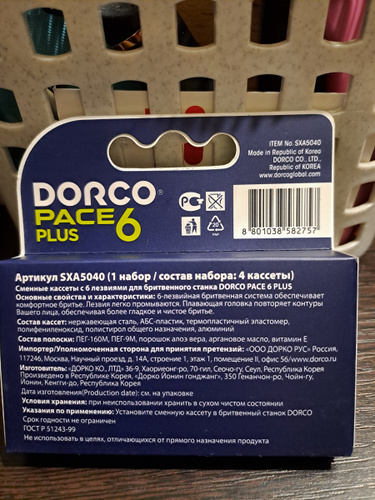 ITEM No. SXA5040
Made in Republic of Korea
DORCO CO., LTD.
Republic of KOREA
www.dorcoglobal.com
DORCO®
PACE 6
PLUS
8 801038 582757
Артикул SXA5040 (1 набор / состав набора: 4 кассеты)
Сменные кассеты с 6 лезвиями для бритвенного станка DORCO PACE 6 PLUS
Основные свойства и характеристики: 6-лезвийная бритвенная система обеспечивает
комфортное бритье. Лезвия легко промываются. Плавающая головка повторяет контуры
Вашего лица, обеспечивая более гладкое и чистое бритье.
Состав кассет: нержавеющая сталь, АБС-пластик, термопластичный эластомер,
полифениленоксид, полистирол общего назначения, алюминий
Состав полоски: ПЕГ-160М, ПЕГ-9М, порошок алоэ вера, аргановое масло, витамин Е
Импортер/Уполномоченная сторона для принятия претензий: «ООО ДОРКО РУС» Россия,
117246, Москва, Научный проезд, д. 14А, строение 1, этаж 1, помещение II, офис 56/www.dorco.ru
Изготовитель: «ДОРКО КО., ЛТД» 36-9, Хаорионг-ро, 70-гил, Сеочо-гу, Сеул, Республика Корея
Произведено в Республике Корея, «Дорко Йонин гонджанг», 350 Генанчон-ро, Чойн-гу,
Йонин, Кенгги-до, Республика Корея
Дата изготовления(Production date): см. на упаковке
Условия хранения: при неиспользовании хранить в сухом чистом состоянии
Указания по применению: Установите сменную кассету в бритвенный станок DORCO
Срок годности не ограничен
ГОСТ Р 51243-99
Не использовать в целях, отличающихся от прямого назначения продукта